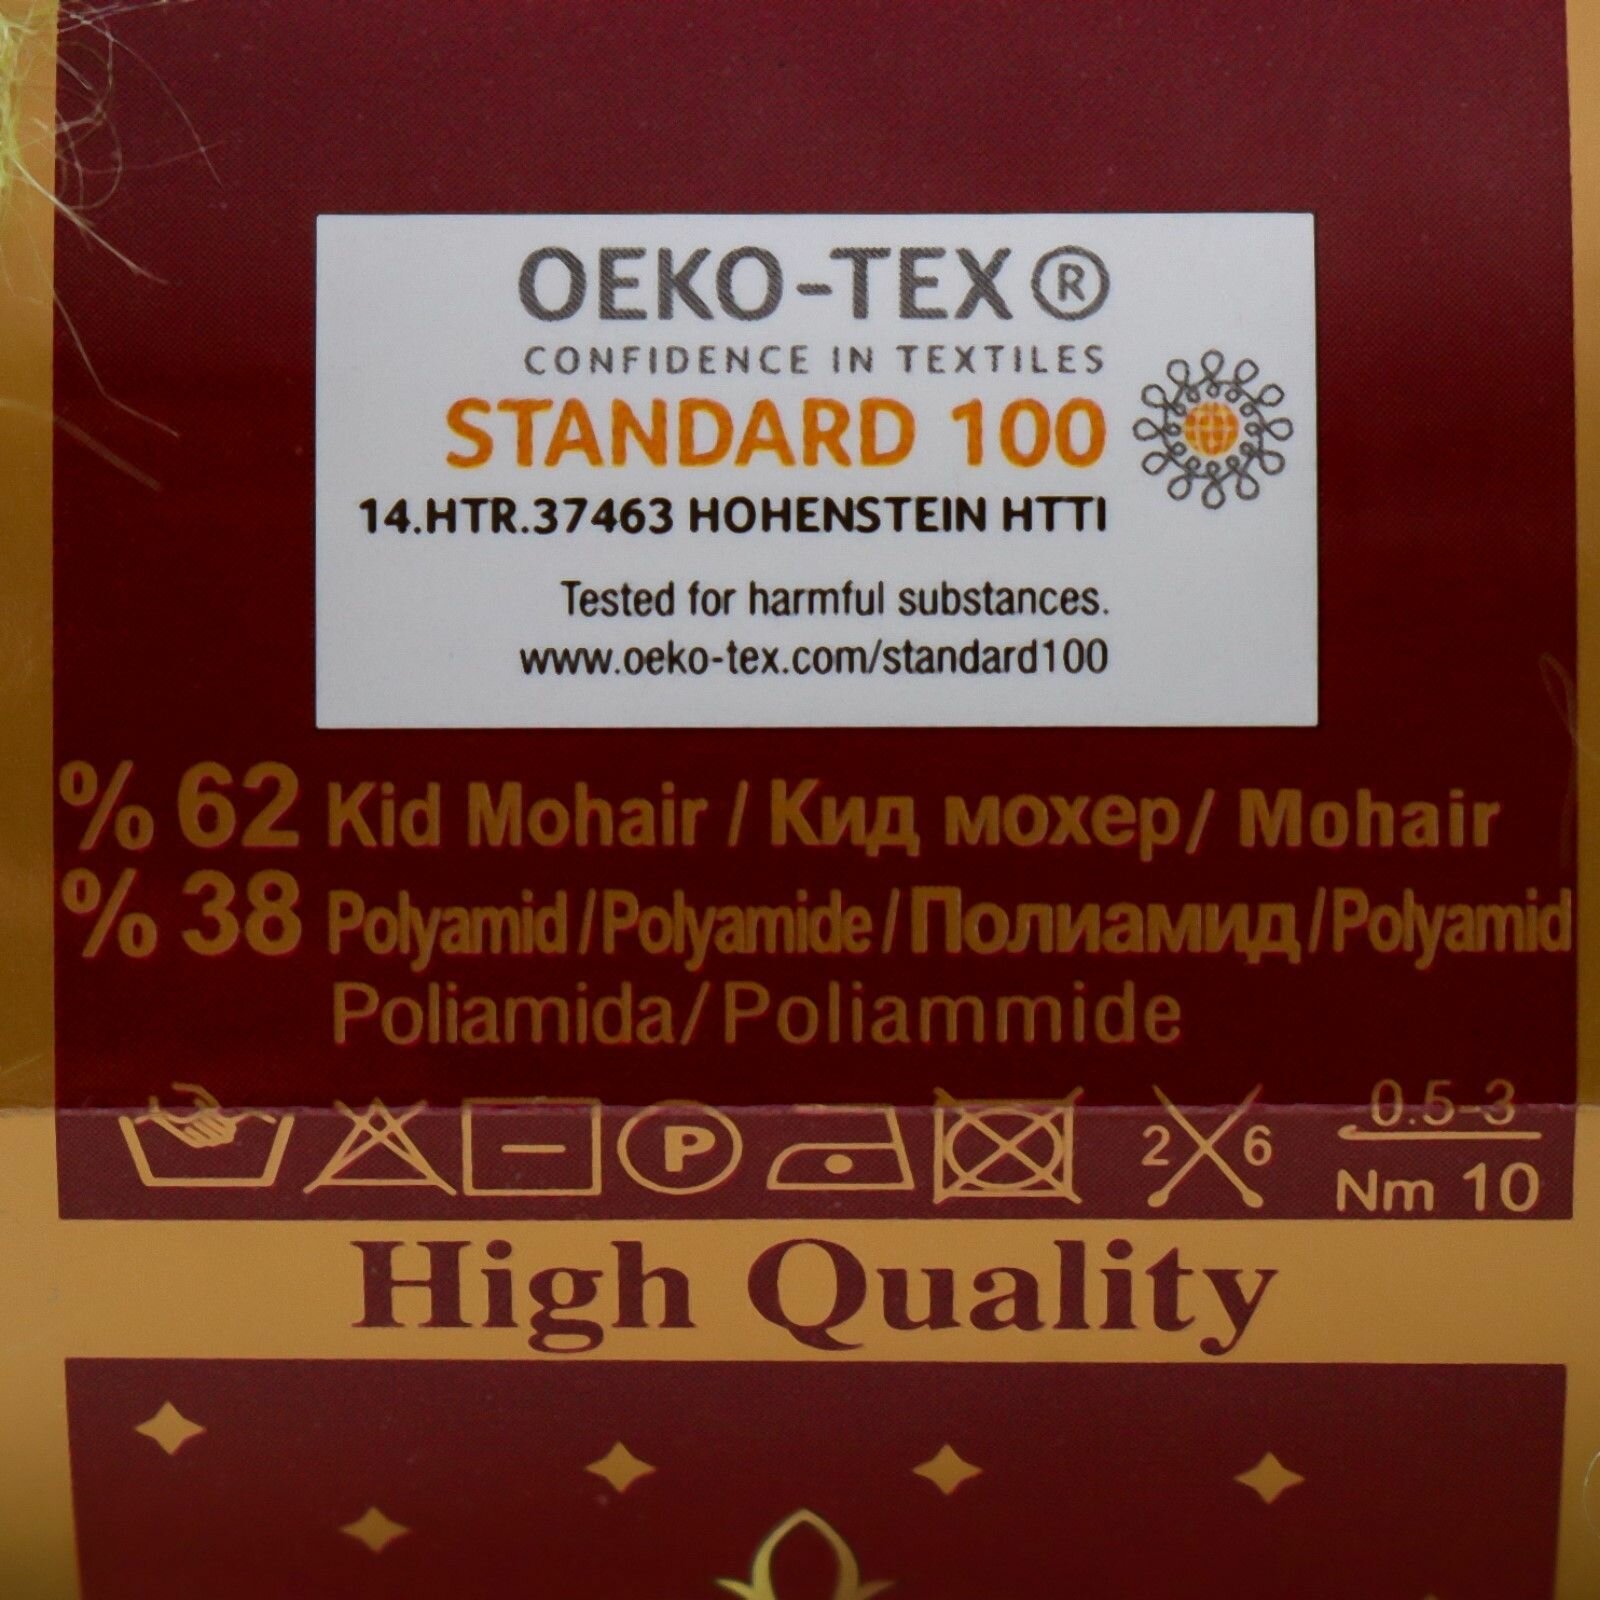 OEKO-TEX®
CONFIDENCE IN TEXTILES
STANDARD 100
14.HTR.37463 HOHENSTEIN HTTI
Tested for harmful substances.
www.oeko-tex.com/standard100
% 62 Kid Mohair / Кид мохер/ Mohair
% 38 Polyamid /Polyamide/Полиамид/Polyamid
Poliamida/Poliammide
P 2 6 0.5-3
Nm 10
High Quality